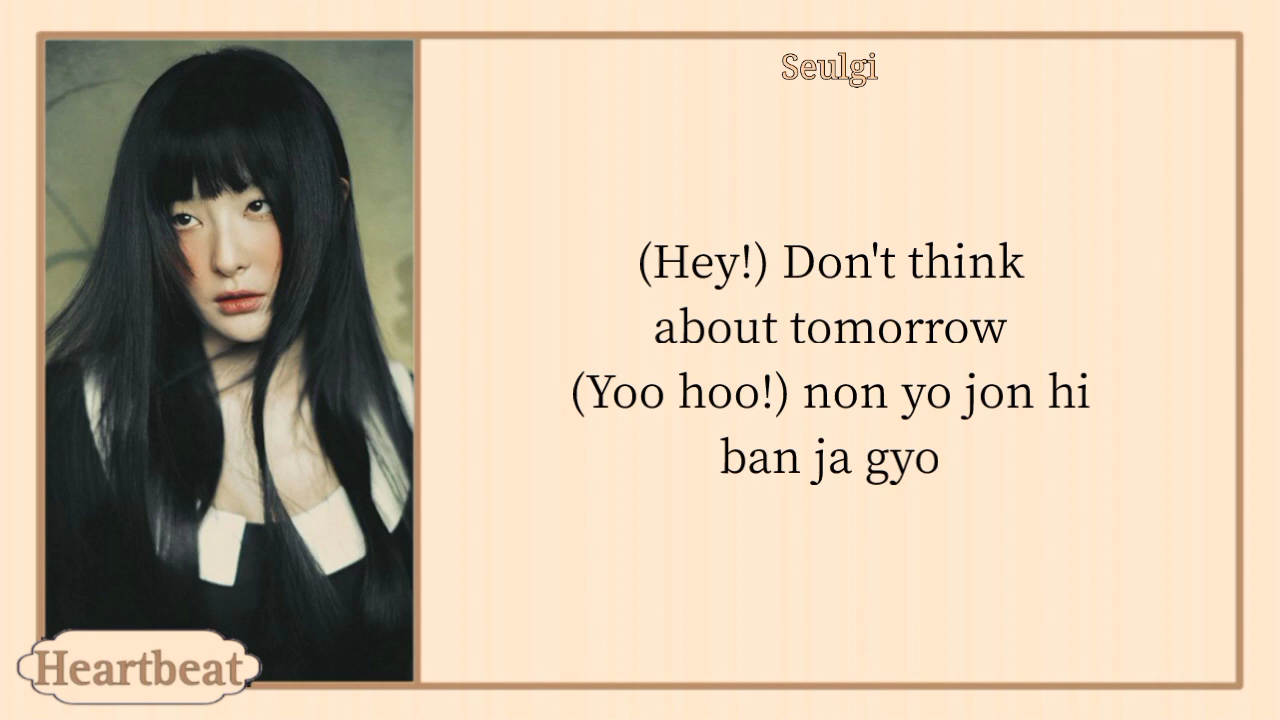 Seulgi
(Hey!) Don't think
about tomorrow
(Yoo hoo!) non yo jon hi
ban ja gyo
Heartbeat